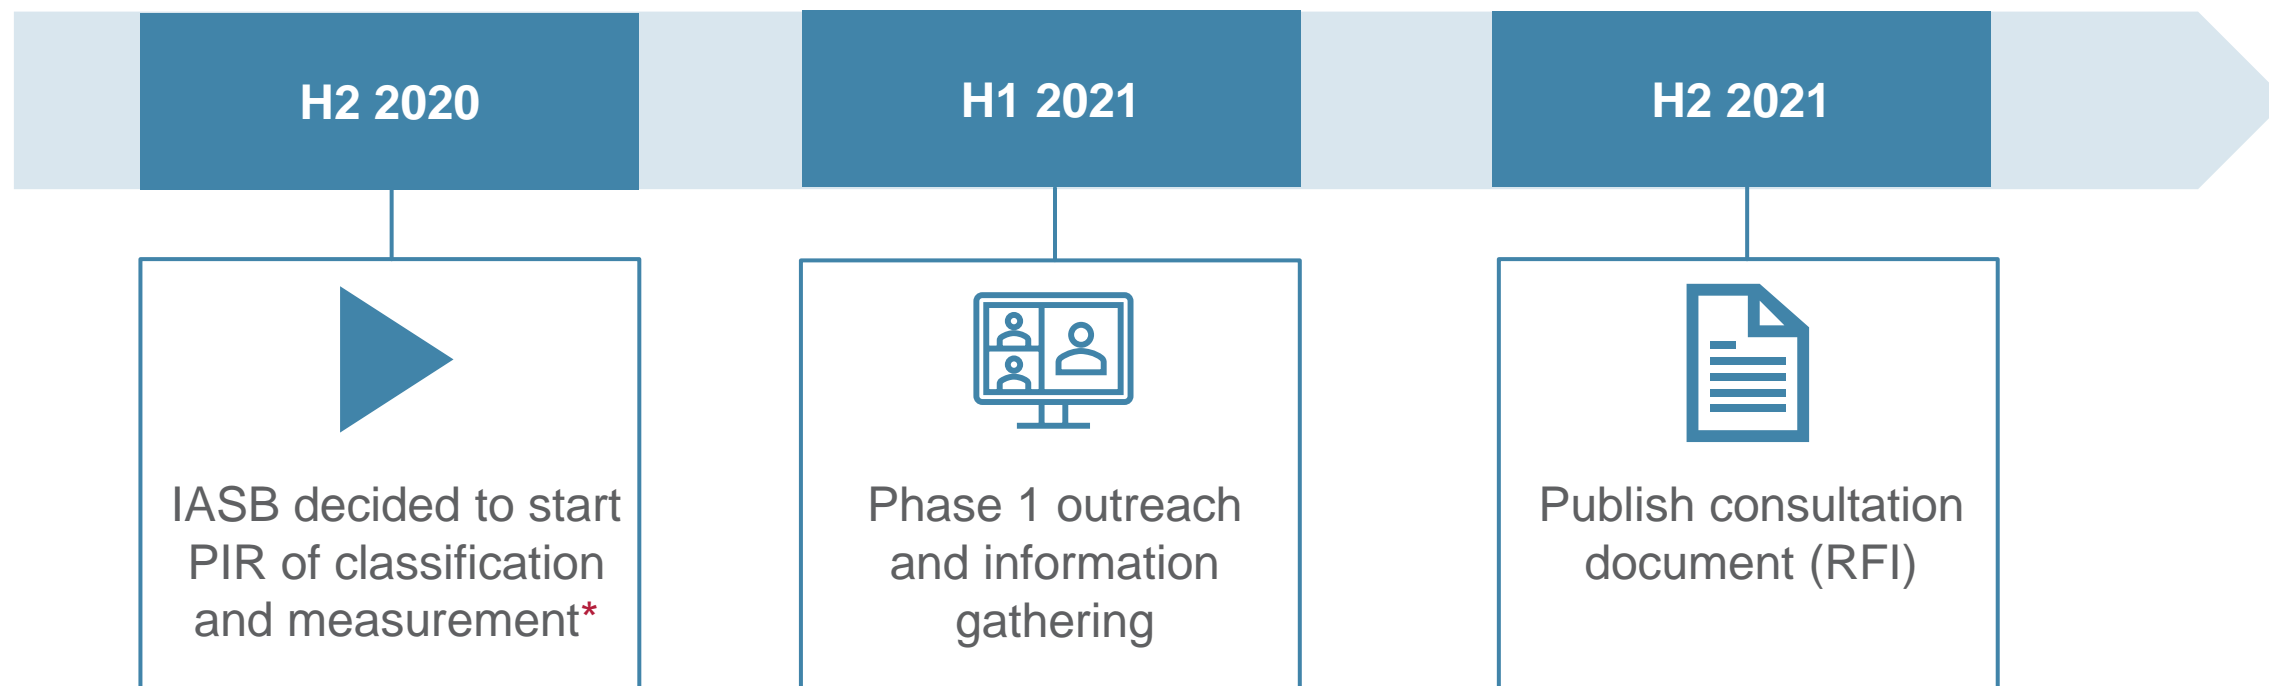 H2 2020
H1 2021
H2 2021
IASB decided to start
PIR of classification
and measurement*
Phase 1 outreach
and information
gathering
Publish consultation
document (RFI)